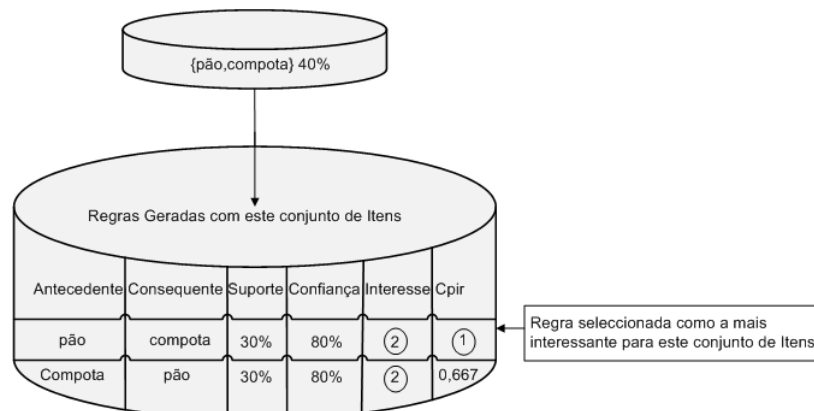 {pão,compota} 40%
Regras Geradas com este conjunto de Itens
Antecedente Consequente Suporte Confiança Interesse Cpir
pão compota 30% 80% 2 1
Regra seleccionada como a mais
interessante para este conjunto de Itens
Compota pão 30% 80% 2 0,667